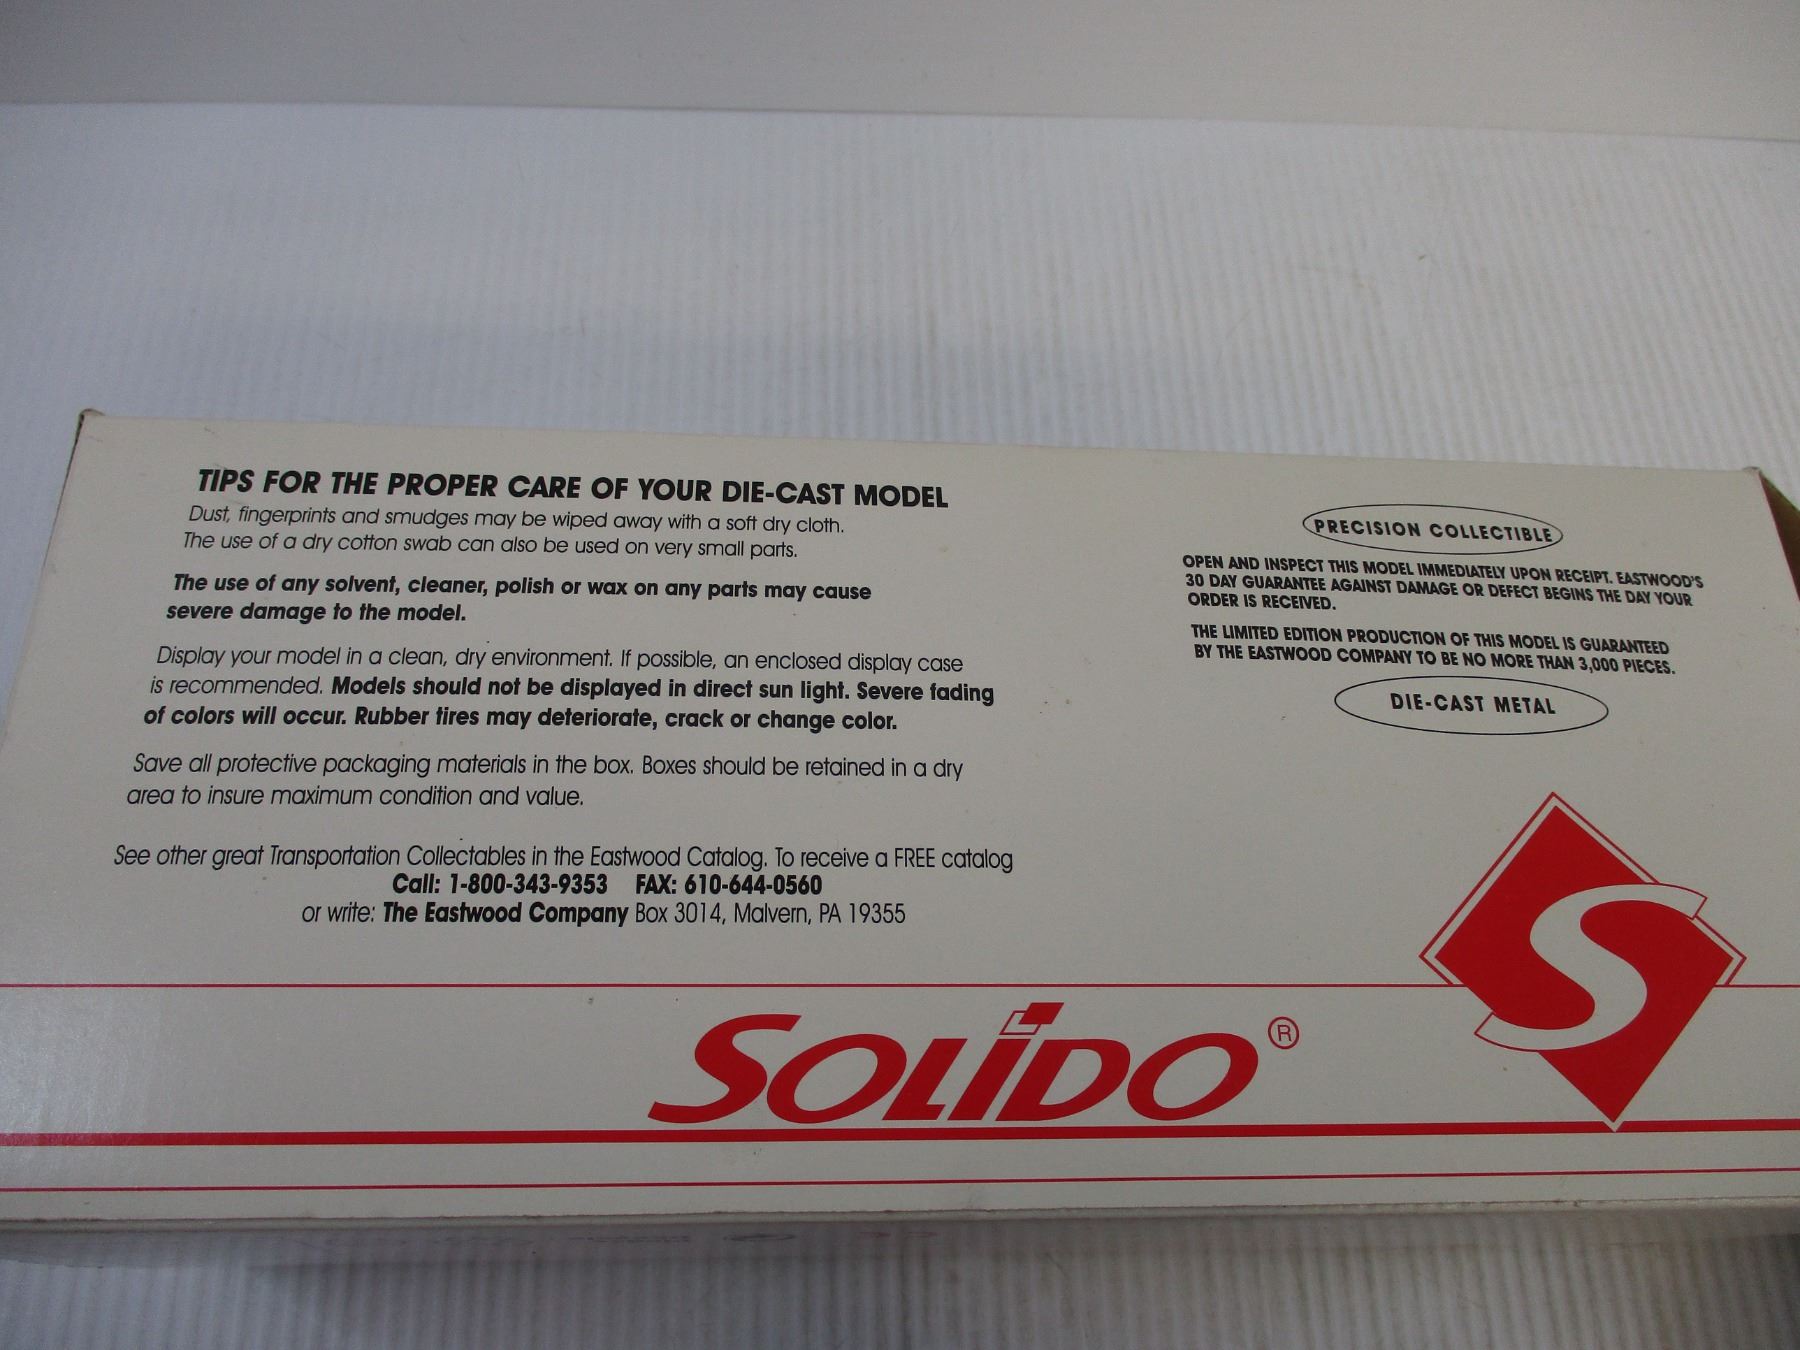 TIPS FOR THE PROPER CARE OF YOUR DIE-CAST MODEL
Dust, fingerprints and smudges may be wiped away with a soft dry cloth.
The use of a dry cotton swab can also be used on very small parts.
The use of any solvent, cleaner, polish or wax on any parts may cause
severe damage to the model.
Display your model in a clean, dry environment. If possible, an enclosed display case
is recommended. Models should not be displayed in direct sun light. Severe fading
of colors will occur. Rubber tires may deteriorate, crack or change color.
Save all protective packaging materials in the box. Boxes should be retained in a dry
area to insure maximum condition and value.
See other great Transportation Collectables in the Eastwood Catalog. To receive a FREE catalog
Call: 1-800-343-9353 FAX: 610-644-0560
or write: The Eastwood Company Box 3014, Malvern, PA 19355
PRECISION COLLECTIBLE
OPEN AND INSPECT THIS MODEL IMMEDIATELY UPON RECEIPT. EASTWOOD'S
30 DAY GUARANTEE AGAINST DAMAGE OR DEFECT BEGINS THE DAY YOUR
ORDER IS RECEIVED.
THE LIMITED EDITION PRODUCTION OF THIS MODEL IS GUARANTEED
BY THE EASTWOOD COMPANY TO BE NO MORE THAN 3,000 PIECES.
DIE-CAST METAL
S
SOLIDO®